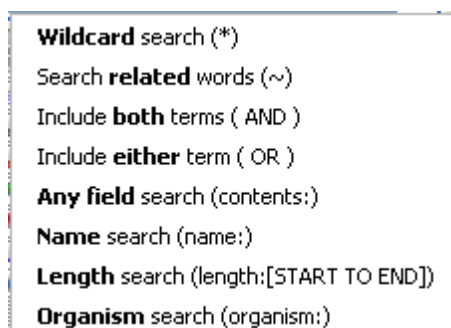 Wildcard search (*)
Search related words (~)
Include both terms ( AND )
Include either term ( OR )
Any field search (contents:)
Name search (name:)
Length search (length:[START TO END])
Organism search (organism:)